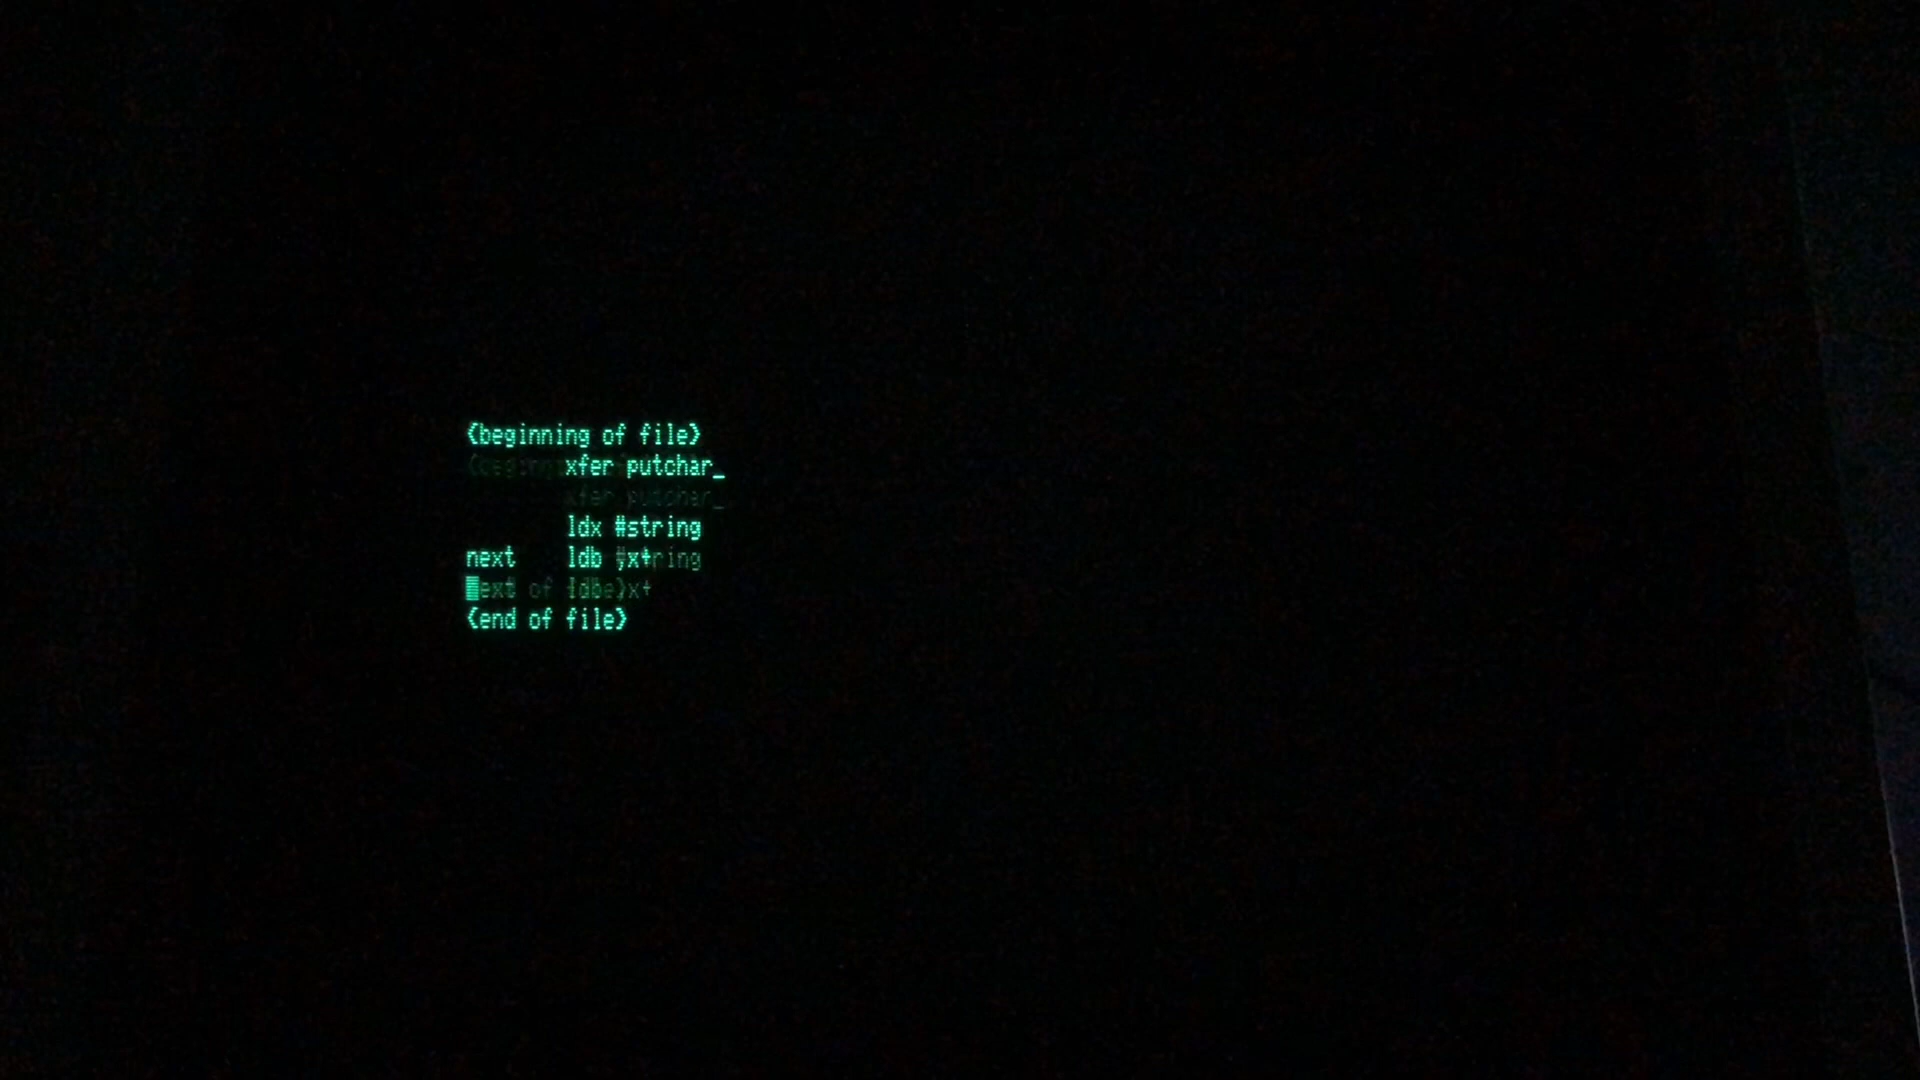 {beginning of file}
xfer putchar_
ldx #string
next ldb ,x+
{end of file}